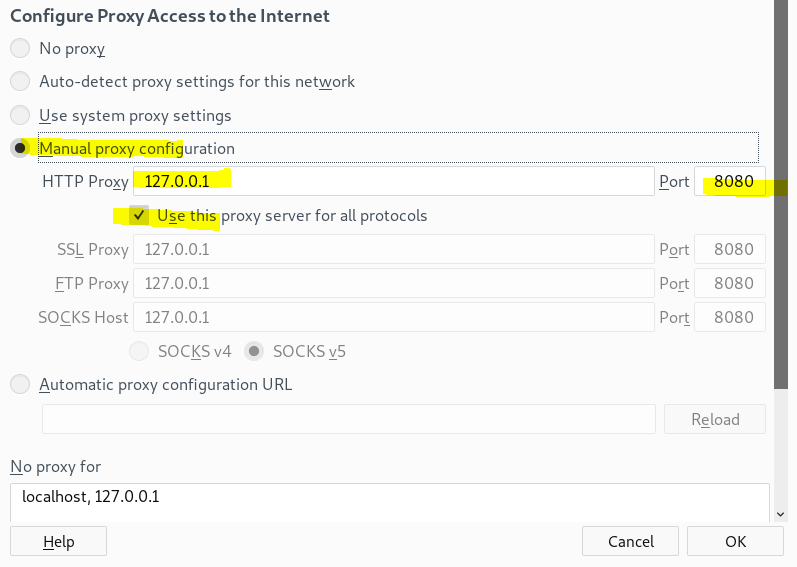 Configure Proxy Access to the Internet
No proxy
Auto-detect proxy settings for this network
Use system proxy settings
Manual proxy configuration
HTTP Proxy 127.0.0.1 Port 8080
Use this proxy server for all protocols
SSL Proxy 127.0.0.1 Port 8080
FTP Proxy 127.0.0.1 Port 8080
SOCKS Host 127.0.0.1 Port 8080
SOCKS v4 SOCKS v5
Automatic proxy configuration URL
Reload
No proxy for
localhost, 127.0.0.1
Help Cancel OK